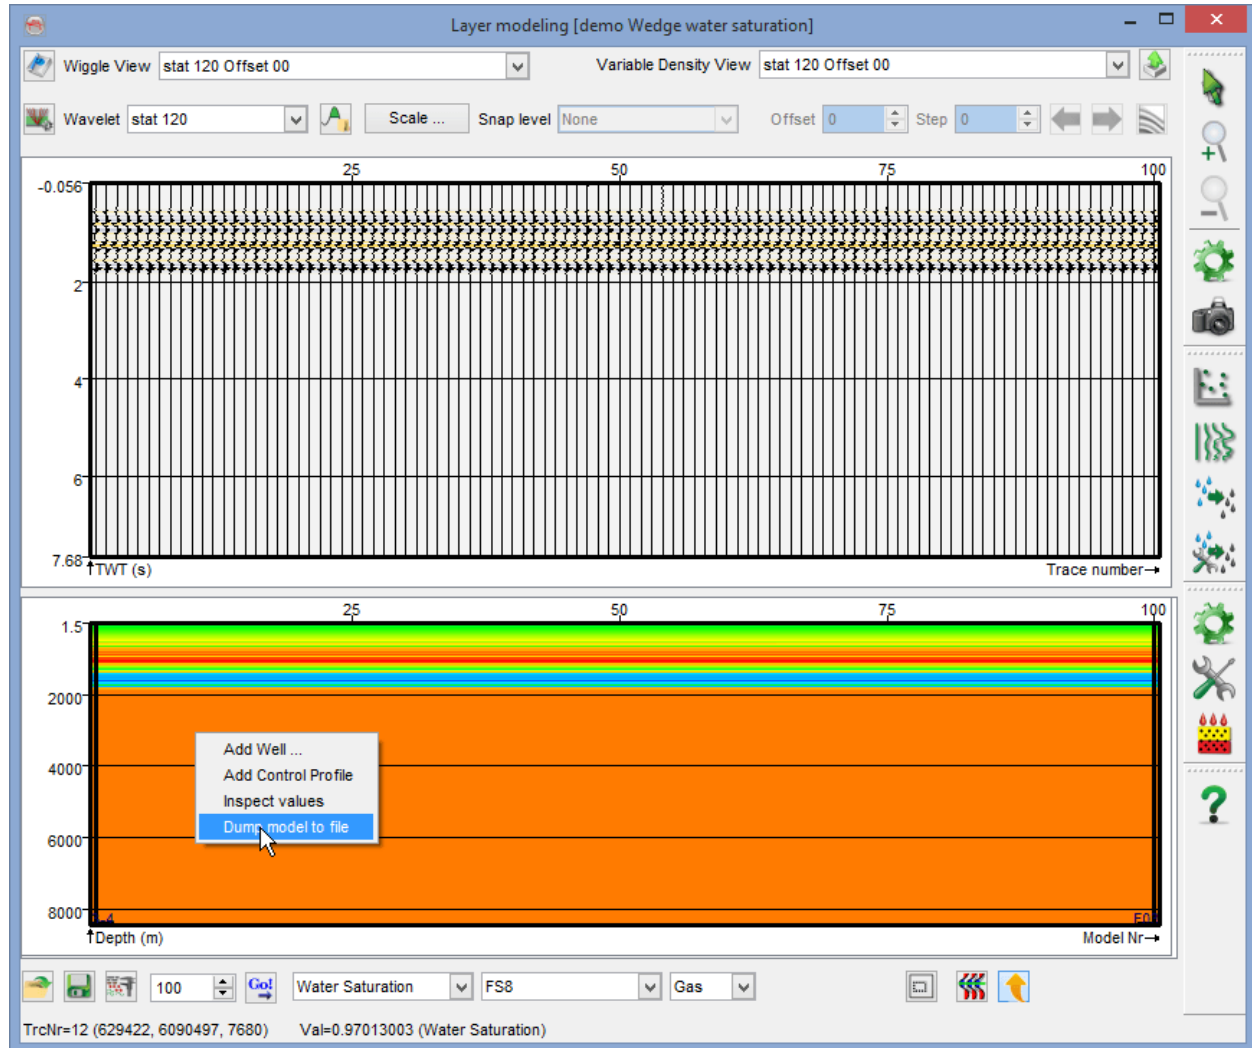 Layer modeling [demo Wedge water saturation]
Wiggle View stat 120 Offset 00 Variable Density View stat 120 Offset 00
Wavelet stat 120 Scale ... Snap level None Offset 0 Step 0
25 50 75 100
-0.056
2
4
6
7.68
TWT (s) Trace number
25 50 75 100
1.5
2000
Add Well ...
4000
Add Control Profile
Inspect values
Dump model to file
6000
8000
Depth (m) Model Nr
100 Go! Water Saturation FS8 Gas
TrcNr=12 (629422, 6090497, 7680) Val=0.97013003 (Water Saturation)